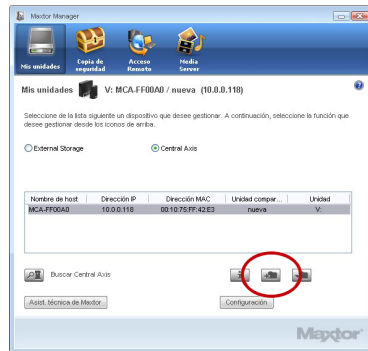 Maxtor Manager
Mis unidades
Copia de seguridad
Acceso Remoto
Media Server
Mis unidades V: MCA-FF00A0 / nueva (10.0.0.118)
Seleccione de la lista siguiente un dispositivo que desee gestionar. A continuación, seleccione la función que
desee gestionar desde los iconos de arriba.
External Storage Central Axis
Nombre de host Dirección IP Dirección MAC Unidad compar... Unidad
MCA-FF00A0 10.0.0.118 00:10:75:FF:42:E3 nueva V:
Buscar Central Axis
Asist. técnica de Maxtor Configuración
Maxtor